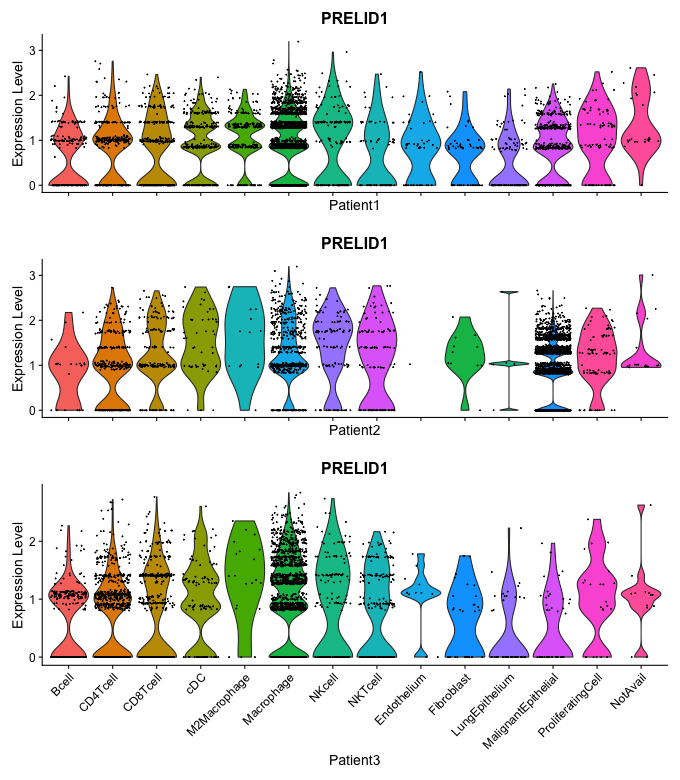 PRELID1
Expression Level
3
2
1
0
Patient1
PRELID1
Expression Level
3
2
1
0
Patient2
PRELID1
Expression Level
2
1
0
Bcell
CD4Tcell
CD8Tcell
cDC
M2Macrophage
Macrophage
NKcell
NKTcell
Endothelium
Fibroblast
LungEpithelium
MalignantEpithelial
ProliferatingCell
NotAvail
Patient3